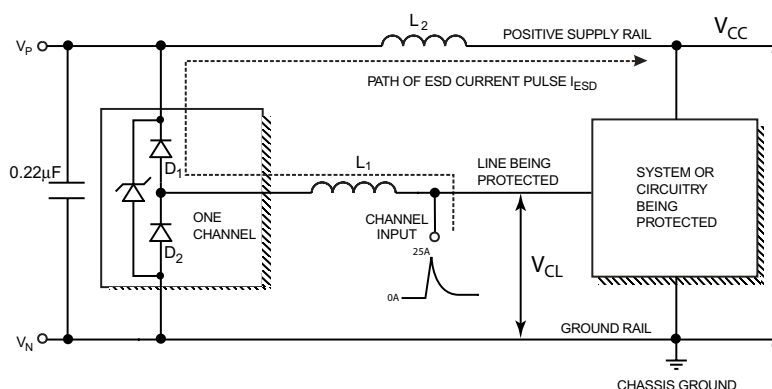 L2
POSITIVE SUPPLY RAIL
VCC
VP
PATH OF ESD CURRENT PULSE IESD
D1
L1
LINE BEING
PROTECTED
0.22μF
ONE
CHANNEL
D2
CHANNEL
INPUT
25A
0A
VCL
SYSTEM OR
CIRCUITRY
BEING
PROTECTED
VN
GROUND RAIL
CHASSIS GROUND